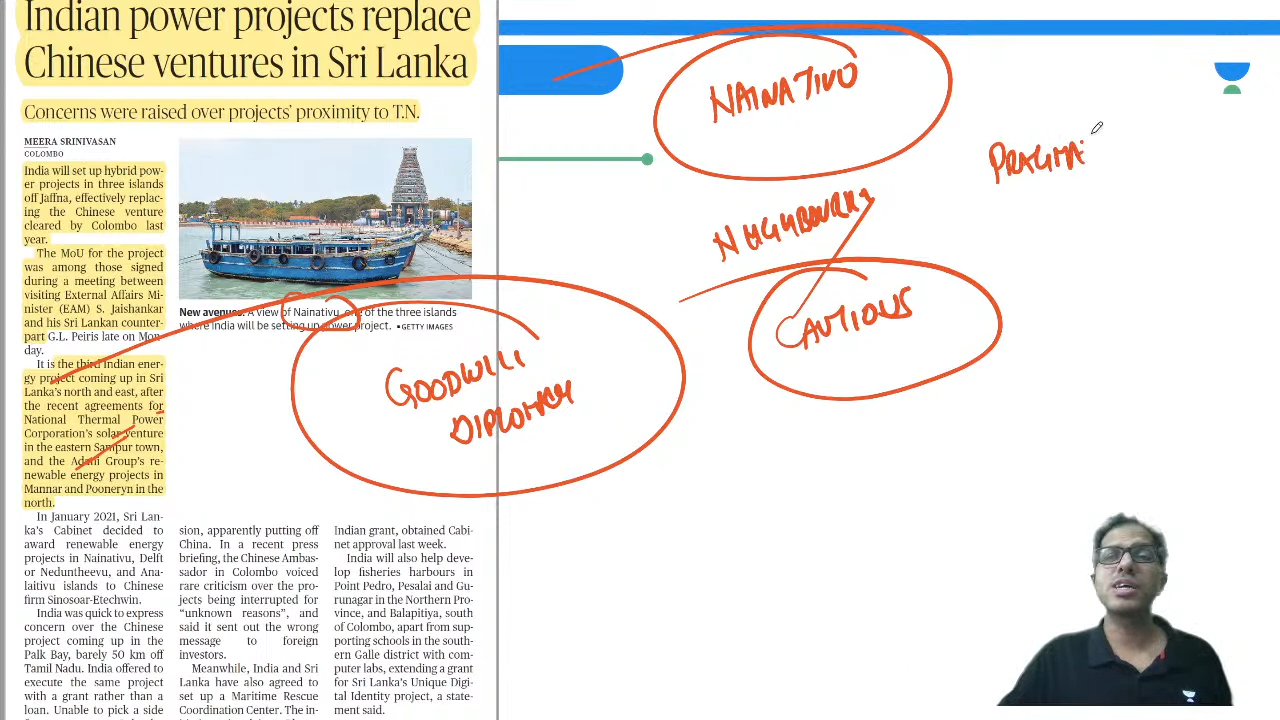 Indian power projects replace
Chinese ventures in Sri Lanka
Concerns were raised over projects' proximity to T.N.
MEERA SRINIVASAN
COLOMBO
India will set up hybrid pow-
er projects in three islands
off Jaffna, effectively replac-
ing the Chinese venture
cleared by Colombo last
year.
The MoU for the project
was among those signed
during a meeting between
visiting External Affairs Mi-
nister (EAM) S. Jaishankar
and his Sri Lankan counter-
part G.L. Peiris late on Mon-
day.
It is the third Indian ener-
gy project coming up in Sri
Lanka's north and east, after
the recent agreements for
National Thermal Power
Corporation's solar venture
in the eastern Sampur town,
and the Adani Group's re-
newable energy projects in
Mannar and Pooneryn in the
north.
In January 2021, Sri Lan-
ka's Cabinet decided to
award renewable energy
projects in Nainativu, Delft
or Neduntheevu, and Ana-
laitivu islands to Chinese
firm Sinosoar-Etechwin.
India was quick to express
concern over the Chinese
project coming up in the
Palk Bay, barely 50 km off
Tamil Nadu. India offered to
execute the same project
with a grant rather than a
loan. Unable to pick a side
New avenues: A view of Nainativu, one of the three islands
where India will be setting up power project. ▪GETTY IMAGES
sion, apparently putting off
China. In a recent press
briefing, the Chinese Ambas-
sador in Colombo voiced
rare criticism over the pro-
jects being interrupted for
"unknown reasons", and
said it sent out the wrong
message to foreign
investors.
Meanwhile, India and Sri
Lanka have also agreed to
set up a Maritime Rescue
Coordination Center. The in-
Indian grant, obtained Cabi-
net approval last week.
India will also help deve-
lop fisheries harbours in
Point Pedro, Pesalai and Gu-
runagar in the Northern Pro-
vince, and Balapitiya, south
of Colombo, apart from sup-
porting schools in the south-
ern Galle district with com-
puter labs, extending a grant
for Sri Lanka's Unique Digi-
tal Identity project, a state-
ment said.
NAINATIVU
PRAGMA
CAUTIOUS
GOODWILL